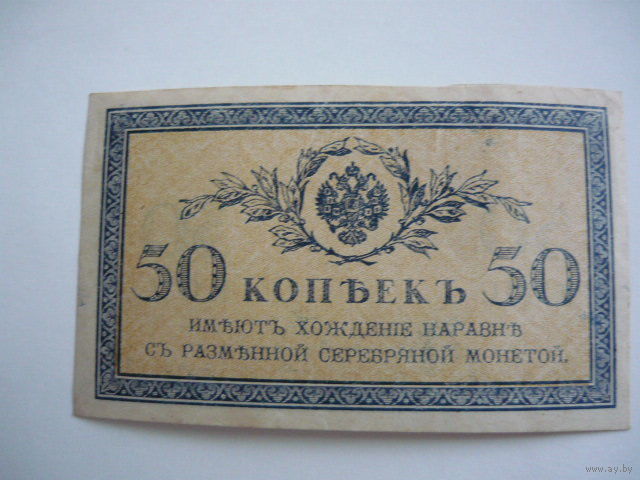 50 КОПѢЕКЪ 50
ИМѢЮТЪ ХОЖДЕНІЕ НАРАВНѢ
СЪ РАЗМѢННОЙ СЕРЕБРЯНОЙ МОНЕТОЙ.
www.ay.by